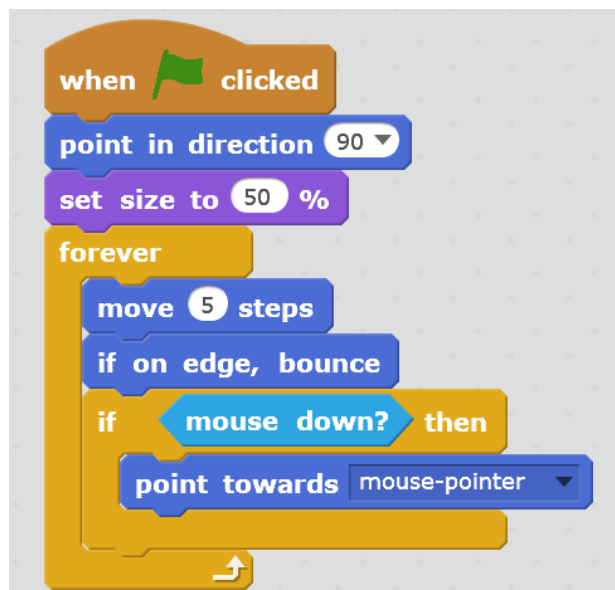 when clicked
point in direction 90
set size to 50 %
forever
move 5 steps
if on edge, bounce
if mouse down? then
point towards mouse-pointer